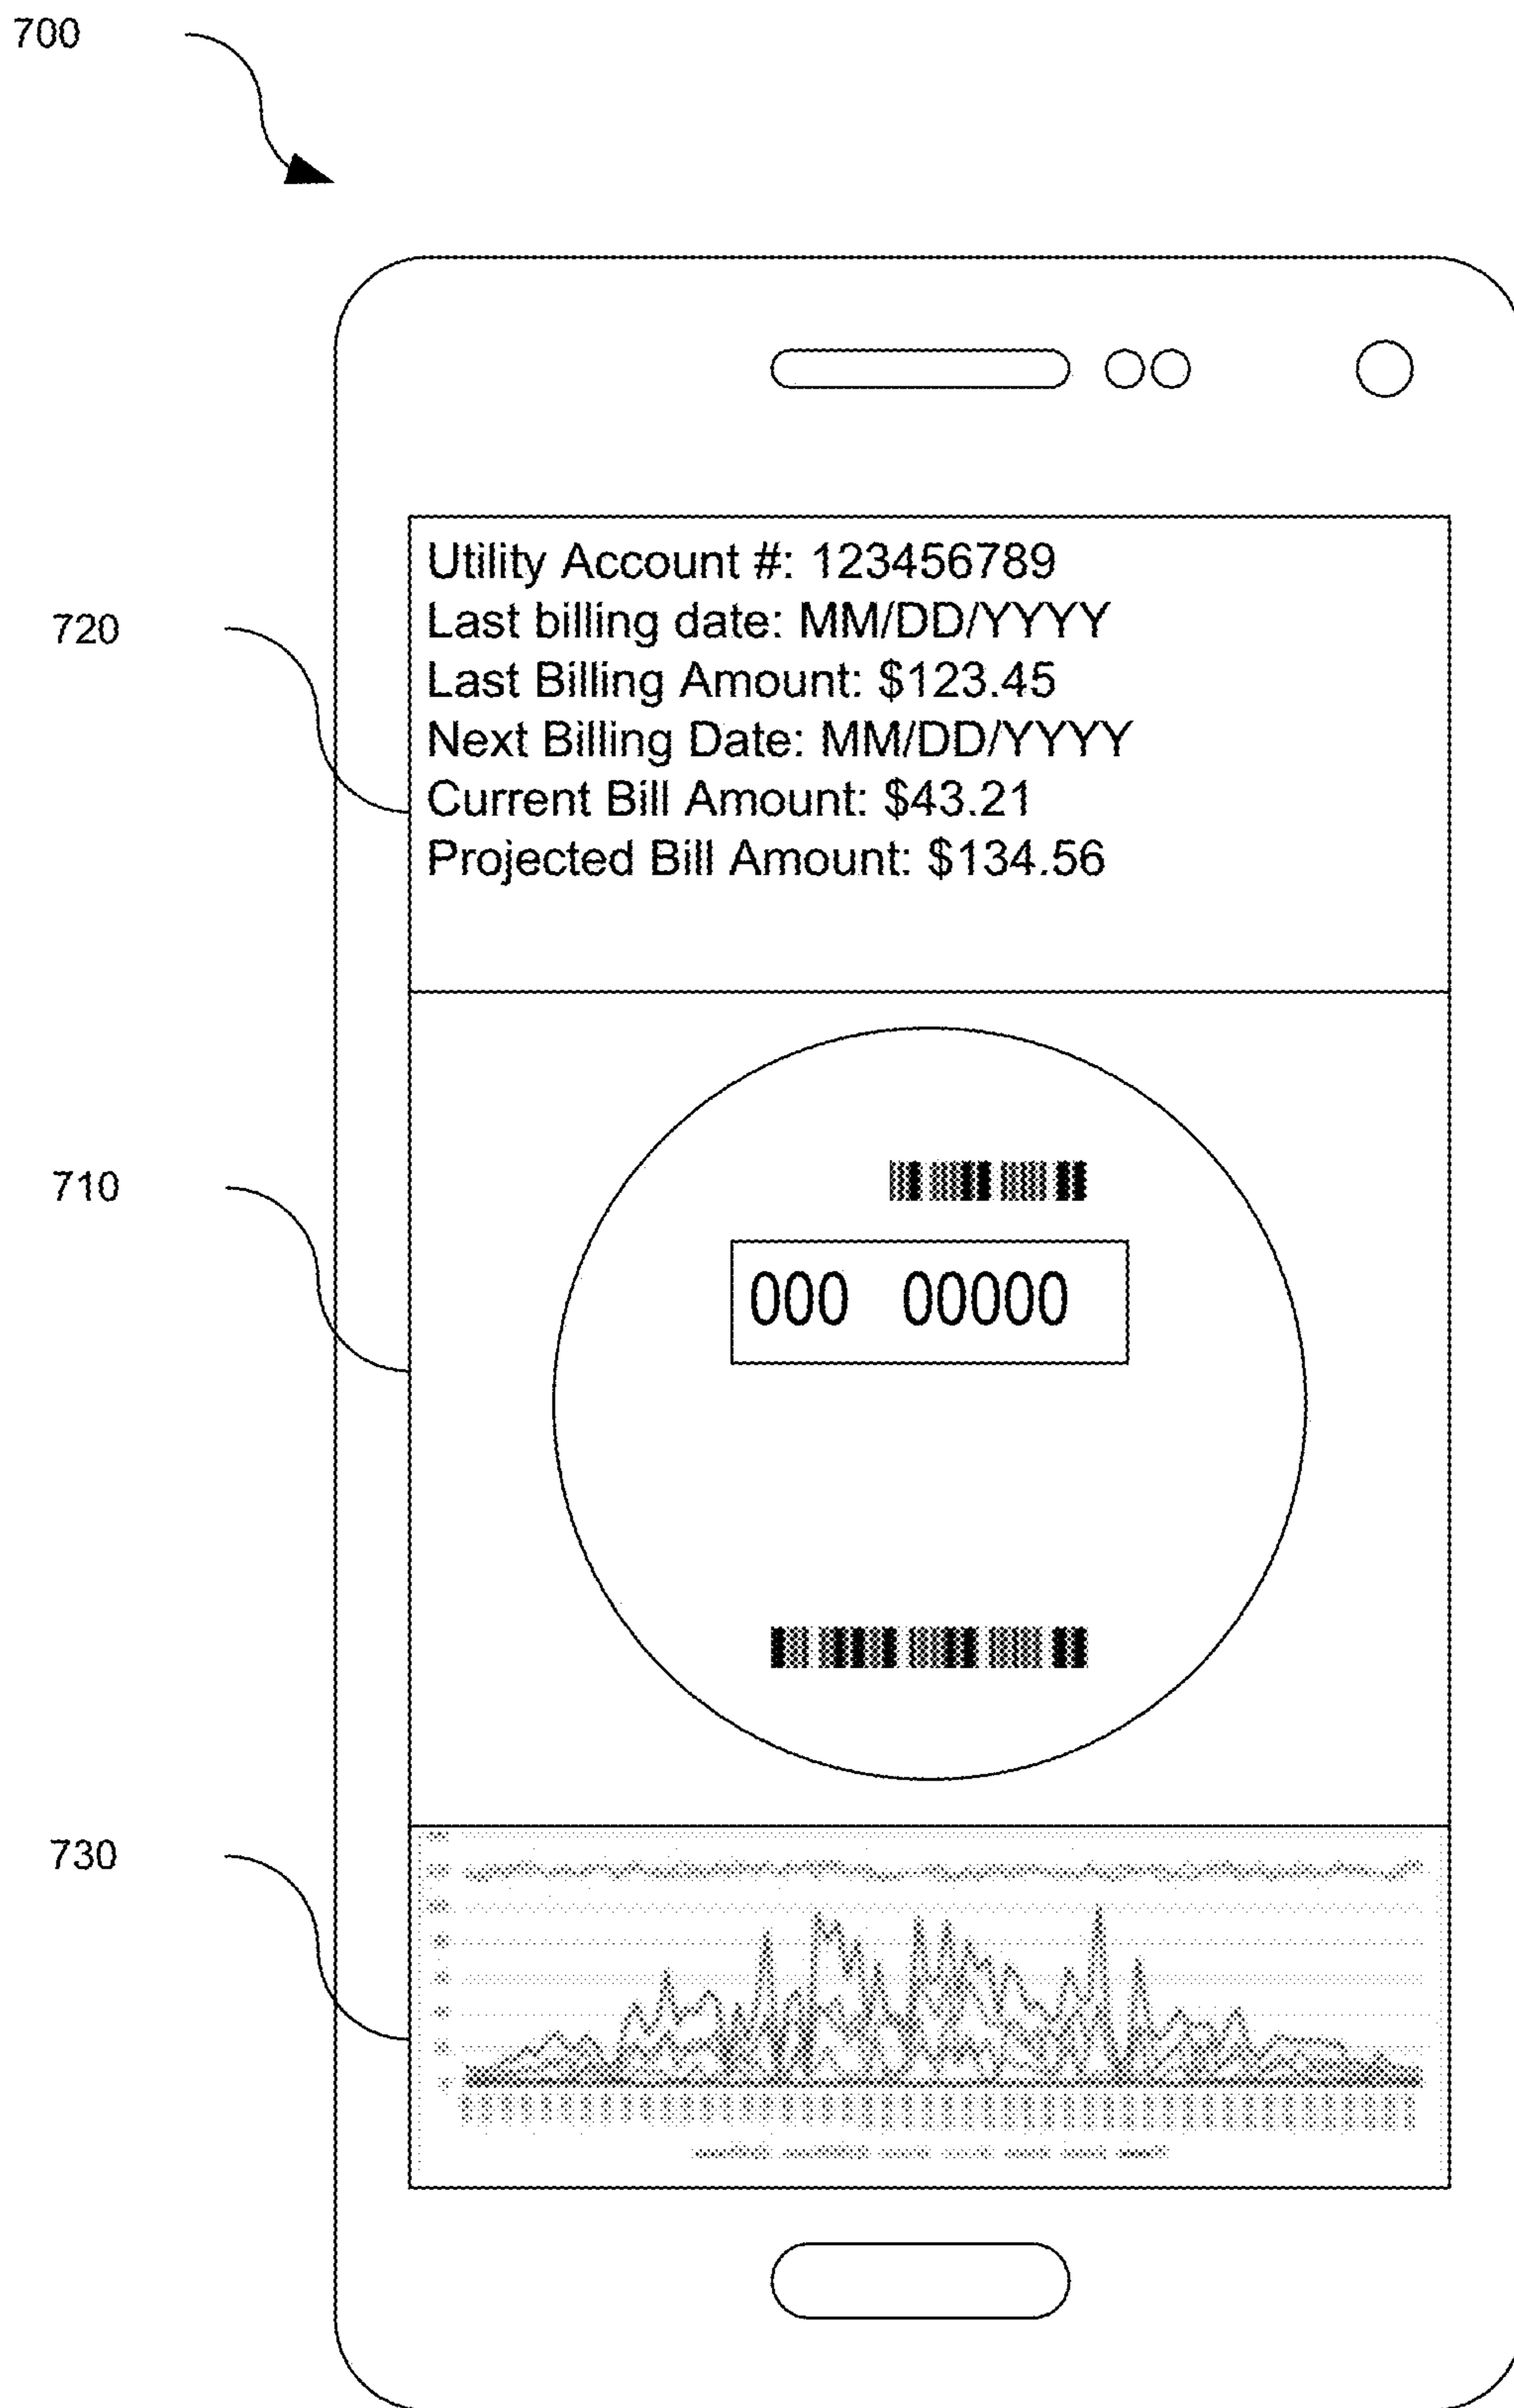 700
720
Utility Account #: 123456789
Last billing date: MM/DD/YYYY
Last Billing Amount: $123.45
Next Billing Date: MM/DD/YYYY
Current Bill Amount: $43.21
Projected Bill Amount: $134.56
710
000 00000
730